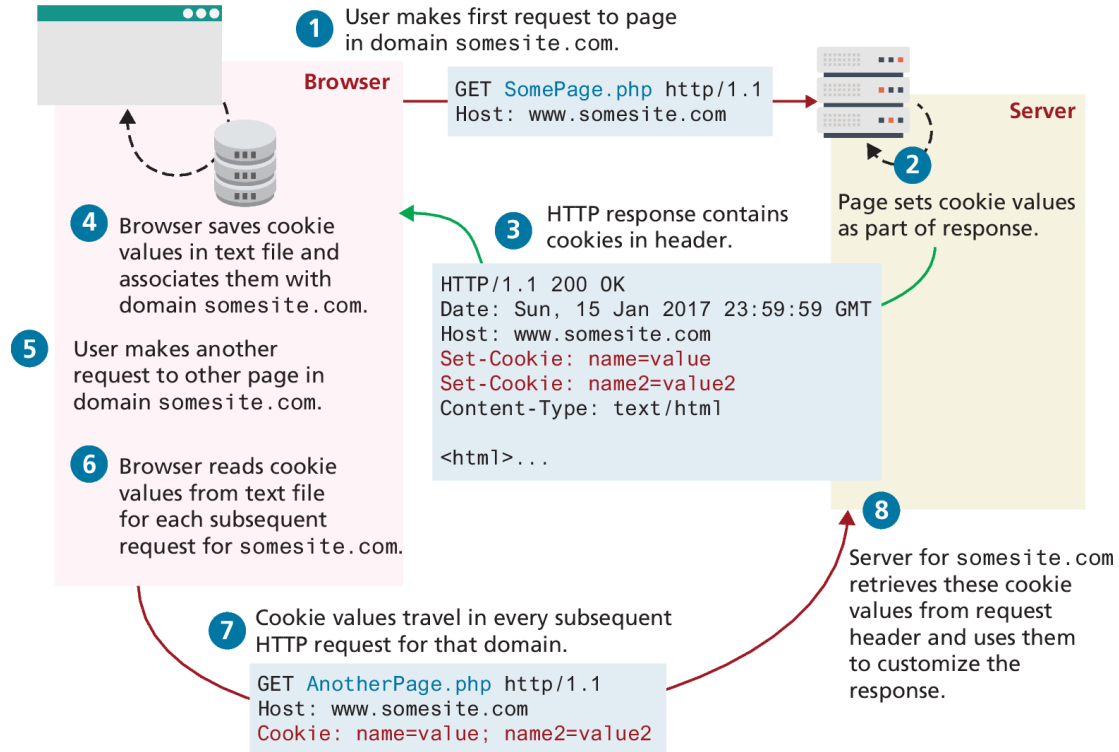 1
User makes first request to page
in domain somesite.com.
Browser
GET SomePage.php http/1.1
Host: www.somesite.com
Server
2
Page sets cookie values
as part of response.
3
HTTP response contains
cookies in header.
HTTP/1.1 200 OK
Date: Sun, 15 Jan 2017 23:59:59 GMT
Host: www.somesite.com
Set-Cookie: name=value
Set-Cookie: name2=value2
Content-Type: text/html
<html>...
4
Browser saves cookie
values in text file and
associates them with
domain somesite.com.
5
User makes another
request to other page in
domain somesite.com.
6
Browser reads cookie
values from text file
for each subsequent
request for somesite.com.
7
Cookie values travel in every subsequent
HTTP request for that domain.
GET AnotherPage.php http/1.1
Host: www.somesite.com
Cookie: name=value; name2=value2
8
Server for somesite.com
retrieves these cookie
values from request
header and uses them
to customize the
response.